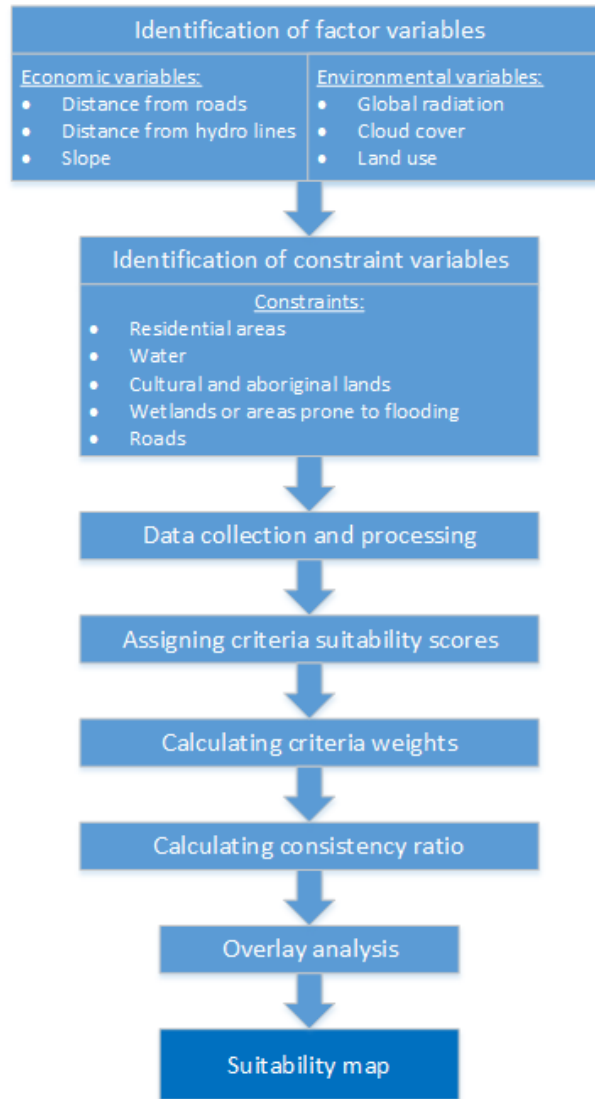 Identification of factor variables
Economic variables:
• Distance from roads
• Distance from hydro lines
• Slope
Environmental variables:
• Global radiation
• Cloud cover
• Land use
Identification of constraint variables
Constraints:
• Residential areas
• Water
• Cultural and aboriginal lands
• Wetlands or areas prone to flooding
• Roads
Data collection and processing
Assigning criteria suitability scores
Calculating criteria weights
Calculating consistency ratio
Overlay analysis
Suitability map